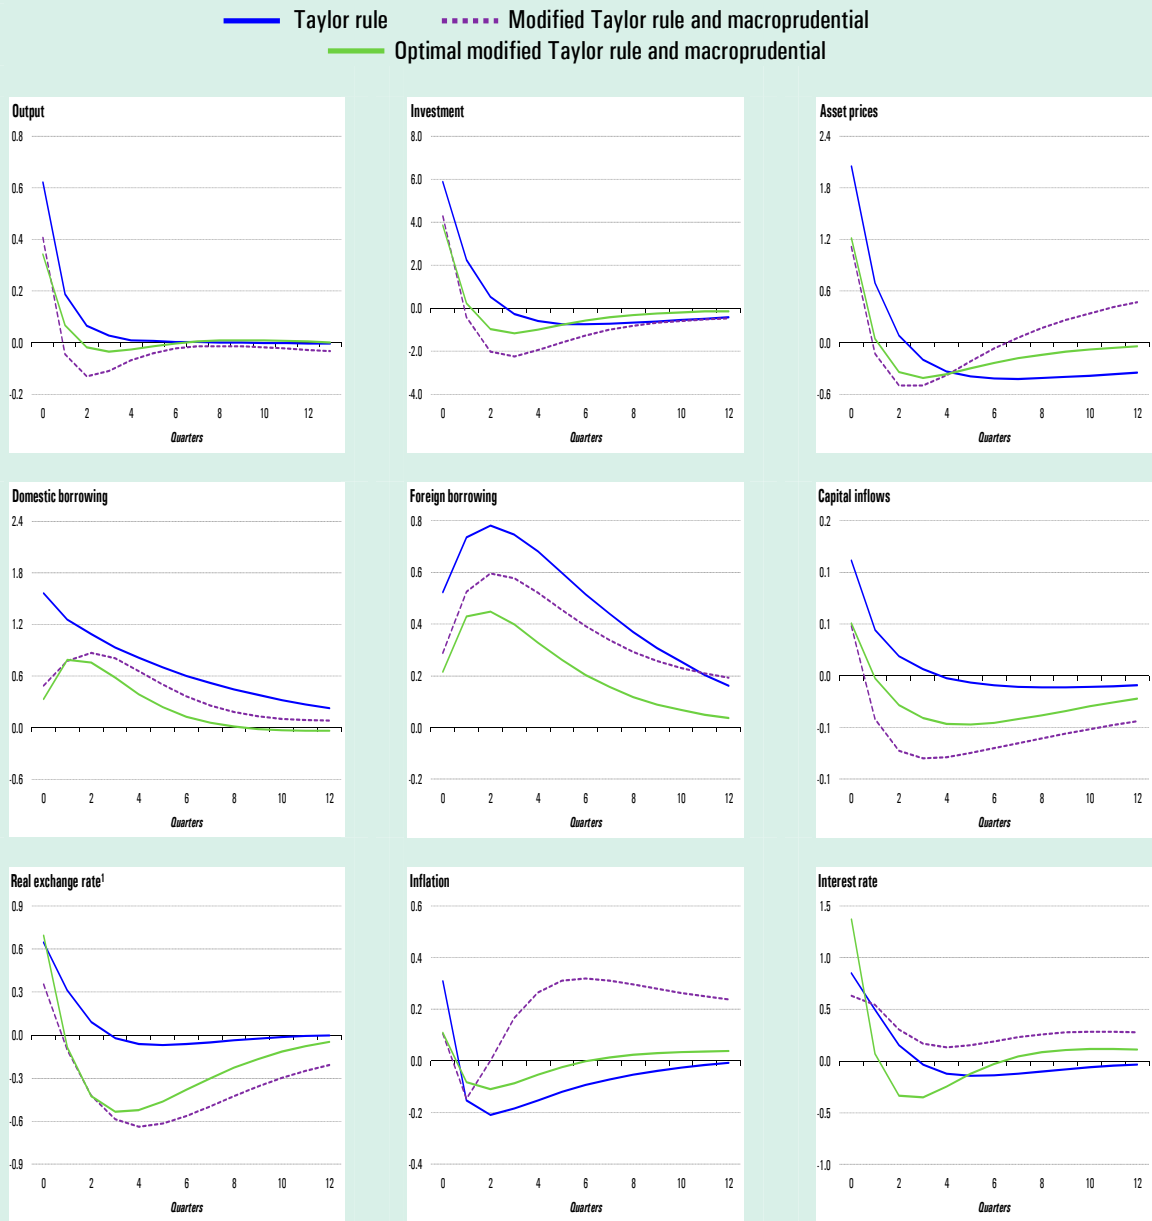 Taylor rule
Modified Taylor rule and macroprudential
Optimal modified Taylor rule and macroprudential
Output
0.8
0.6
0.4
0.2
0.0
-0.2
0 2 4 6 8 10 12
Quarters
Investment
8.0
6.0
4.0
2.0
0.0
-2.0
-4.0
0 2 4 6 8 10 12
Quarters
Asset prices
2.4
1.8
1.2
0.6
0.0
-0.6
0 2 4 6 8 10 12
Quarters
Domestic borrowing
2.4
1.8
1.2
0.6
0.0
-0.6
0 2 4 6 8 10 12
Quarters
Foreign borrowing
0.8
0.6
0.4
0.2
0.0
-0.2
0 2 4 6 8 10 12
Quarters
Capital inflows
0.2
0.1
0.1
0.0
-0.1
-0.1
0 2 4 6 8 10 12
Quarters
Real exchange rate¹
0.9
0.6
0.3
0.0
-0.3
-0.6
-0.9
0 2 4 6 8 10 12
Quarters
Inflation
0.6
0.4
0.2
0.0
-0.2
-0.4
0 2 4 6 8 10 12
Quarters
Interest rate
1.5
1.0
0.5
0.0
-0.5
-1.0
0 2 4 6 8 10 12
Quarters